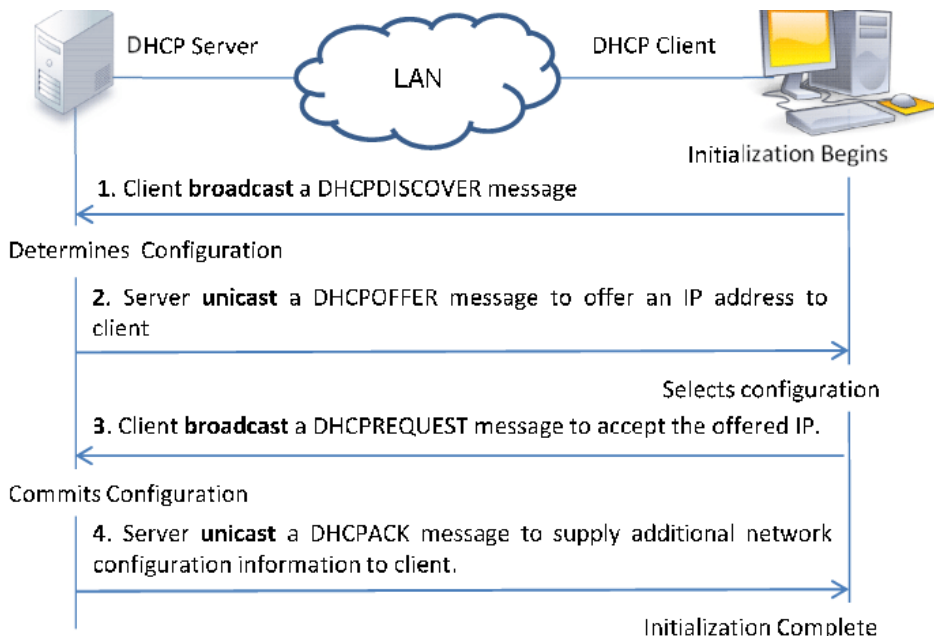 DHCP Server
LAN
DHCP Client
Initialization Begins
1. Client broadcast a DHCPDISCOVER message
Determines Configuration
2. Server unicast a DHCPOFFER message to offer an IP address to
client
Selects configuration
3. Client broadcast a DHCPREQUEST message to accept the offered IP.
Commits Configuration
4. Server unicast a DHCPACK message to supply additional network
configuration information to client.
Initialization Complete